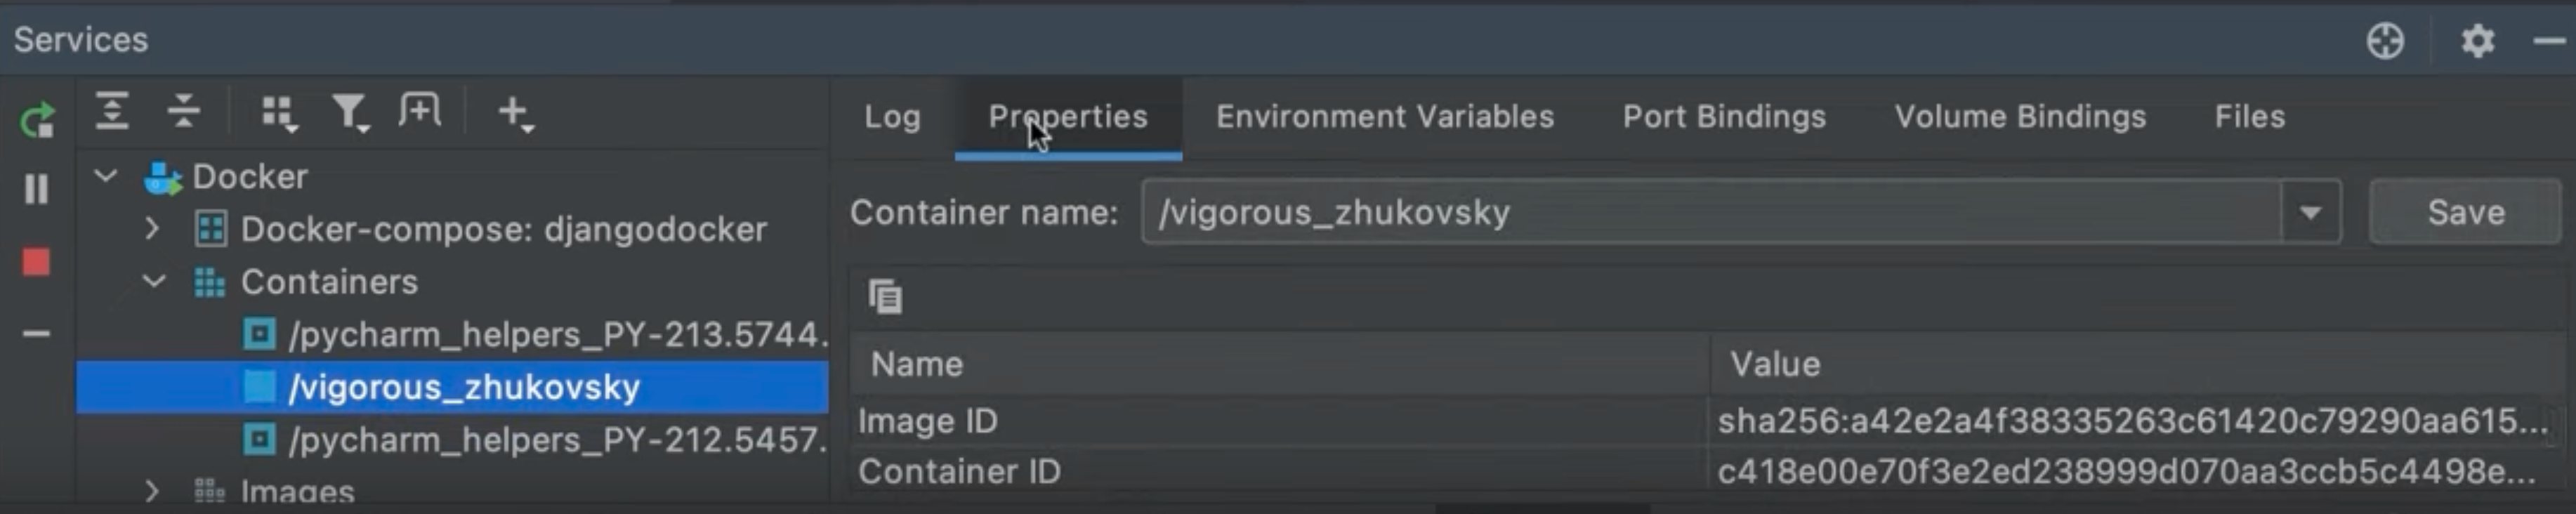 Services
Log Properties Environment Variables Port Bindings Volume Bindings Files
Docker
Docker-compose: djangodocker
Containers
/pycharm_helpers_PY-213.5744.
/vigorous_zhukovsky
/pycharm_helpers_PY-212.5457.
Images
Container name: /vigorous_zhukovsky Save
Name Value
Image ID sha256:a42e2a4f38335263c61420c79290aa615...
Container ID c418e00e70f3e2ed238999d070aa3ccb5c4498e...